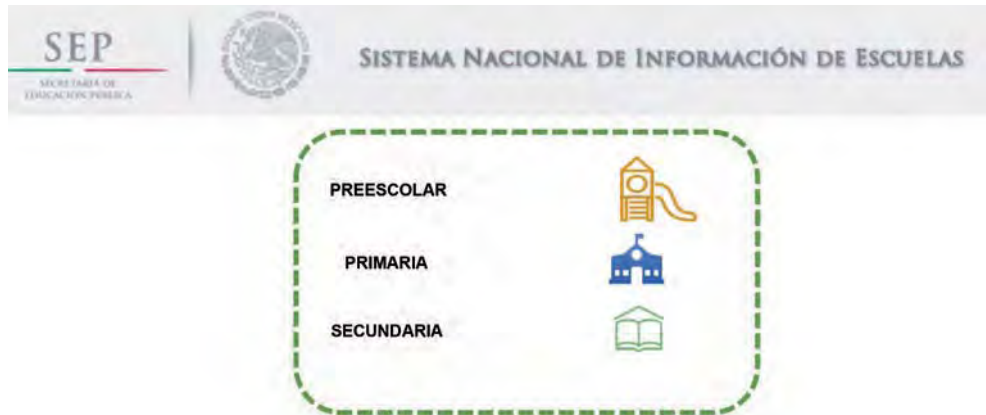 SEP
SECRETARÍA DE
EDUCACIÓN PÚBLICA
SISTEMA NACIONAL DE INFORMACIÓN DE ESCUELAS
PREESCOLAR
PRIMARIA
SECUNDARIA